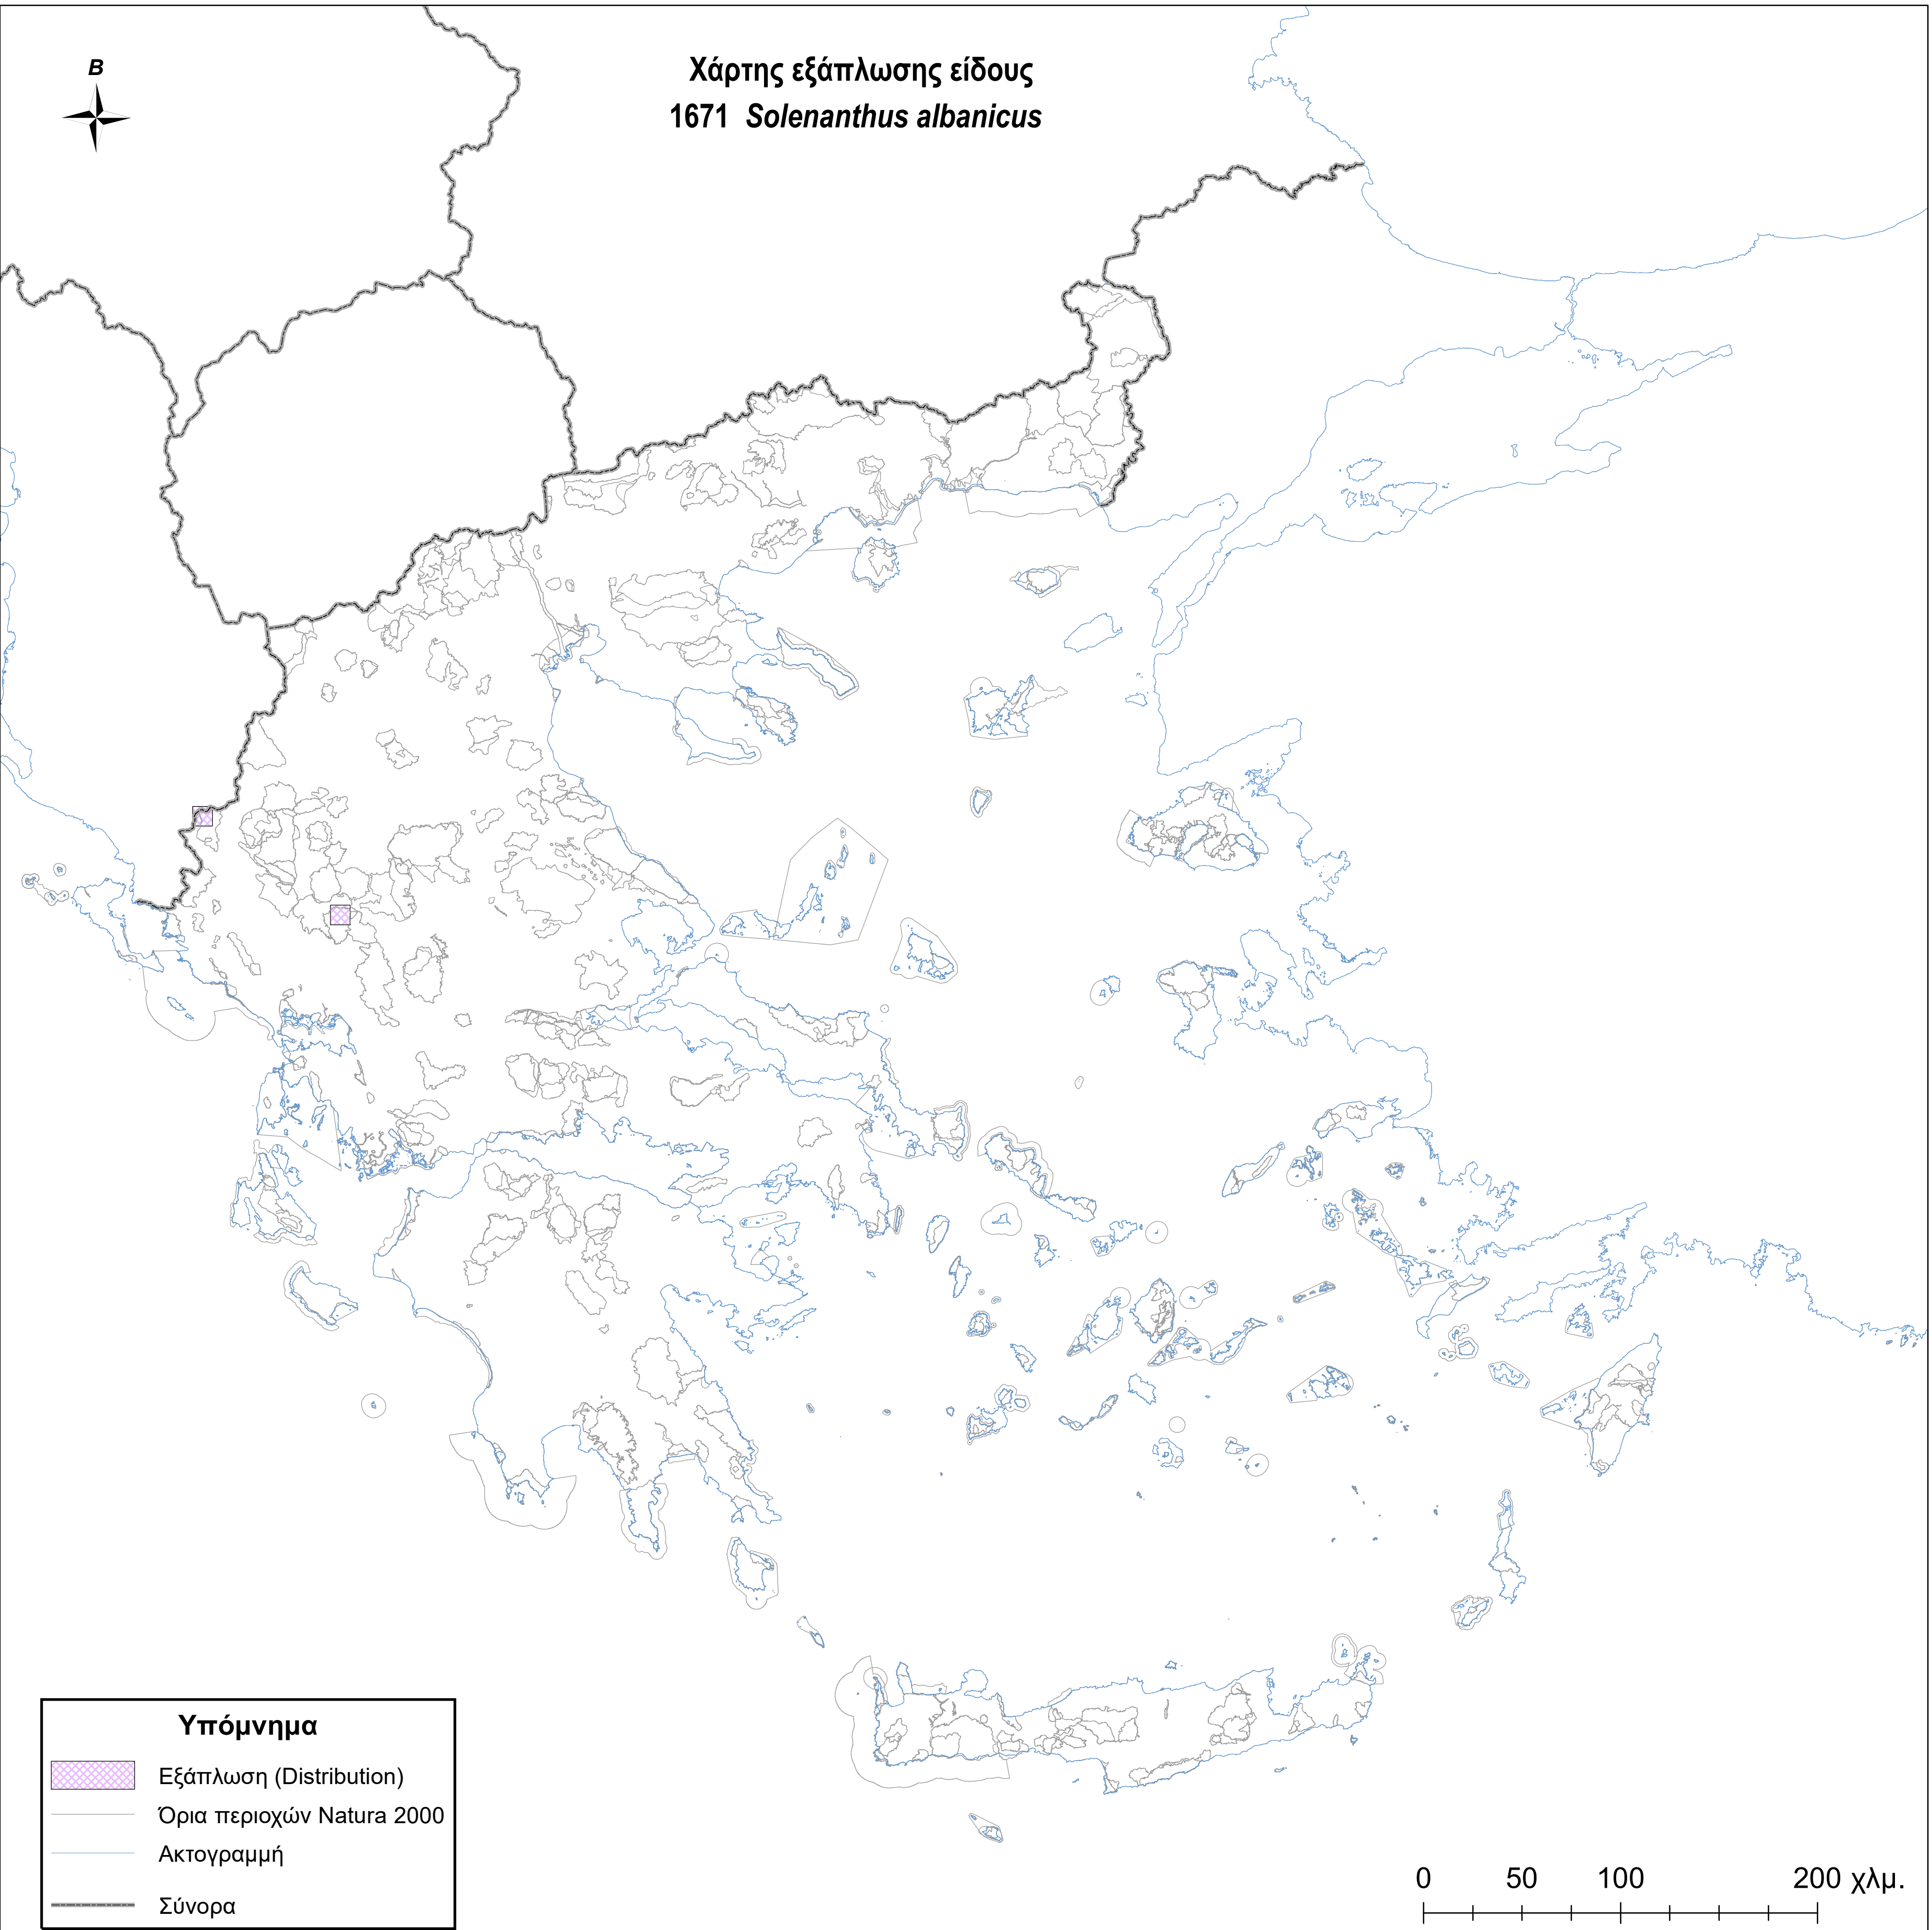 Β
Χάρτης εξάπλωσης είδους
1671 Solenanthus albanicus
Υπόμνημα
Εξάπλωση (Distribution)
Όρια περιοχών Natura 2000
Ακτογραμμή
Σύνορα
0 50 100 200 χλμ.